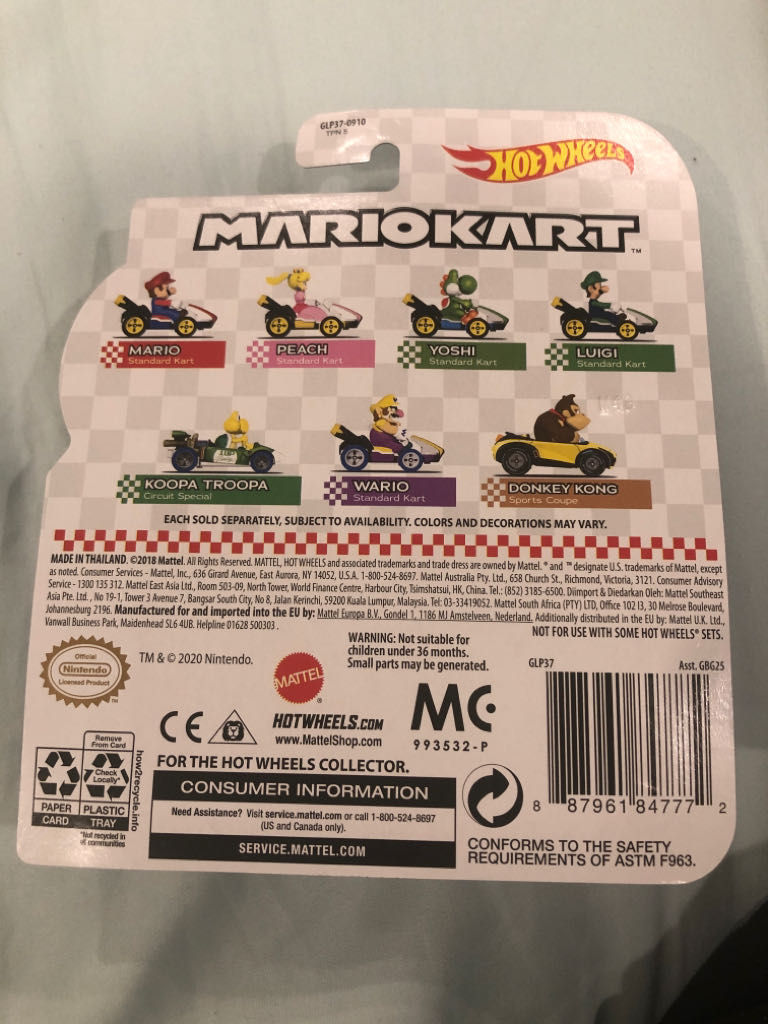 GLP37-0910
TPN 5
HOT WHEELS
MARIOKART™
MARIO
Standard Kart
PEACH
Standard Kart
YOSHI
Standard Kart
LUIGI
Standard Kart
KOOPA TROOPA
Circuit Special
WARIO
Standard Kart
DONKEY KONG
Sports Coupe
EACH SOLD SEPARATELY, SUBJECT TO AVAILABILITY. COLORS AND DECORATIONS MAY VARY.
MADE IN THAILAND. ©2018 Mattel. All Rights Reserved. MATTEL, HOT WHEELS and associated trademarks and trade dress are owned by Mattel. ® and ™ designate U.S. trademarks of Mattel, except
as noted. Consumer Services - Mattel, Inc., 636 Girard Avenue, East Aurora, NY 14052, U.S.A. 1-800-524-8697. Mattel Australia Pty. Ltd., 658 Church St., Richmond, Victoria, 3121. Consumer Advisory
Service - 1300 135 312. Mattel East Asia Ltd., Room 503-09, North Tower, World Finance Centre, Harbour City, Tsimshatsui, HK, China. Tel.: (852) 3185-6500. Diimport & Diedarkan Oleh: Mattel Southeast
Asia Pte. Ltd., No 19-1, Tower 3 Avenue 7, Bangsar South City, No 8, Jalan Kerinchi, 59200 Kuala Lumpur, Malaysia. Tel: 03-33419052. Mattel South Africa (PTY) LTD, Office 102 I3, 30 Melrose Boulevard,
Johannesburg 2196. Manufactured for and imported into the EU by: Mattel Europa B.V., Gondel 1, 1186 MJ Amstelveen, Nederland. Additionally distributed in the EU by: Mattel U.K. Ltd.,
Vanwall Business Park, Maidenhead SL6 4UB. Helpline 01628 500303.
NOT FOR USE WITH SOME HOT WHEELS® SETS.
Official
Nintendo
Licensed Product
™
TM & © 2020 Nintendo.
MATTEL®
WARNING: Not suitable for
children under 36 months.
Small parts may be generated.
GLP37
Asst. GBG25
CE
HOTWHEELS.COM
www.MattelShop.com
MC
993532-P
Remove
From Card
Check
Locally*
PAPER
CARD
PLASTIC
TRAY
*Not recycled in
all communities
how2recycle.info
FOR THE HOT WHEELS COLLECTOR.
CONSUMER INFORMATION
Need Assistance? Visit service.mattel.com or call 1-800-524-8697
(US and Canada only).
SERVICE.MATTEL.COM
8 87961 84777 2
CONFORMS TO THE SAFETY
REQUIREMENTS OF ASTM F963.